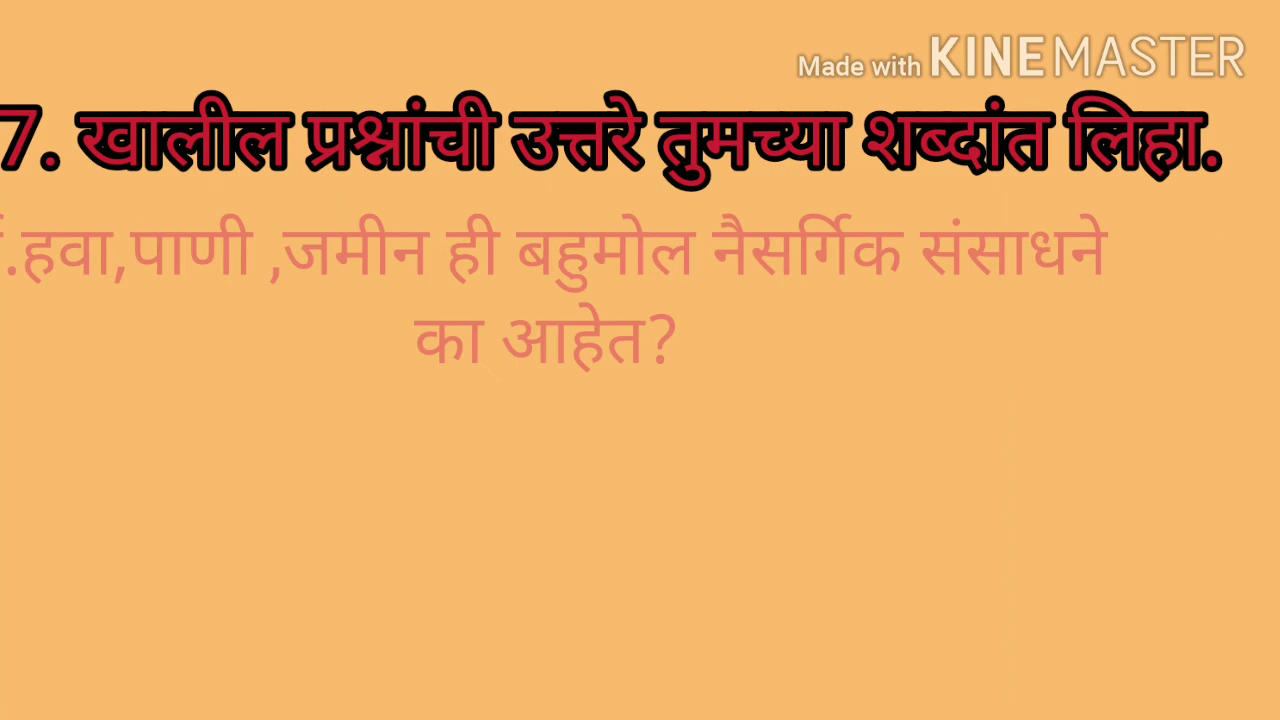 Made with KINEMASTER
7. खालील प्रश्नांची उत्तरे तुमच्या शब्दांत लिहा.
.हवा,पाणी ,जमीन ही बहुमोल नैसर्गिक संसाधने
का आहेत?